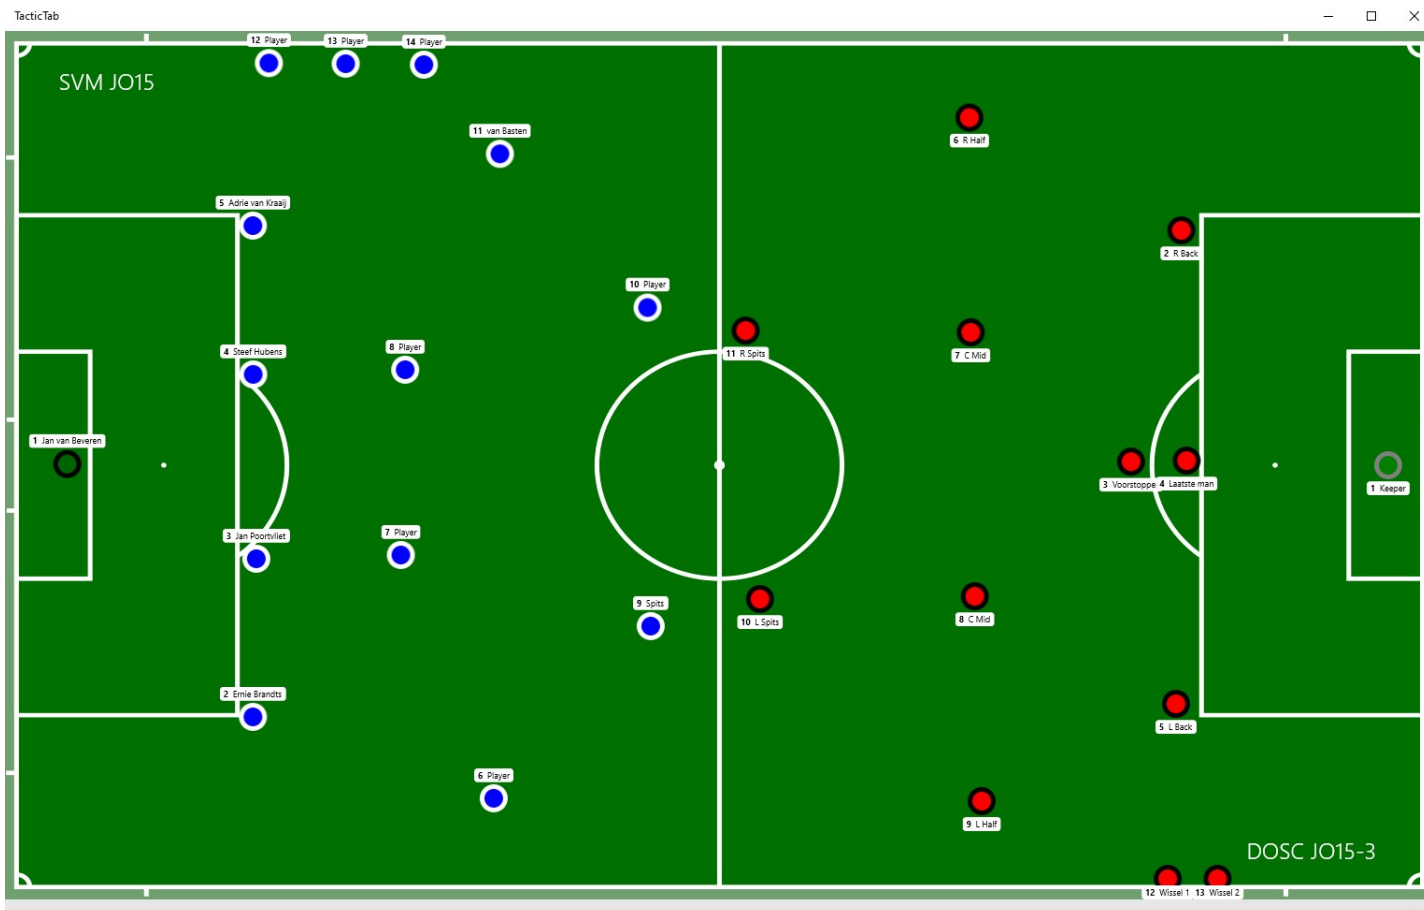 TacticTab
12 Player
13 Player
14 Player
SVM JO15
11 van Basten
6 R Half
5 Adrie van Kraaij
2 R Back
10 Player
8 Player
4 Steef Hubens
11 R Spits
7 C Mid
1 Jan van Beveren
3 Voorstoppe
4 Laatste man
1 Keeper
7 Player
3 Jan Poortvliet
9 Spits
10 L Spits
8 C Mid
2 Ernie Brandts
5 L Back
6 Player
9 L Half
DOSC JO15-3
12 Wissel 1
13 Wissel 2